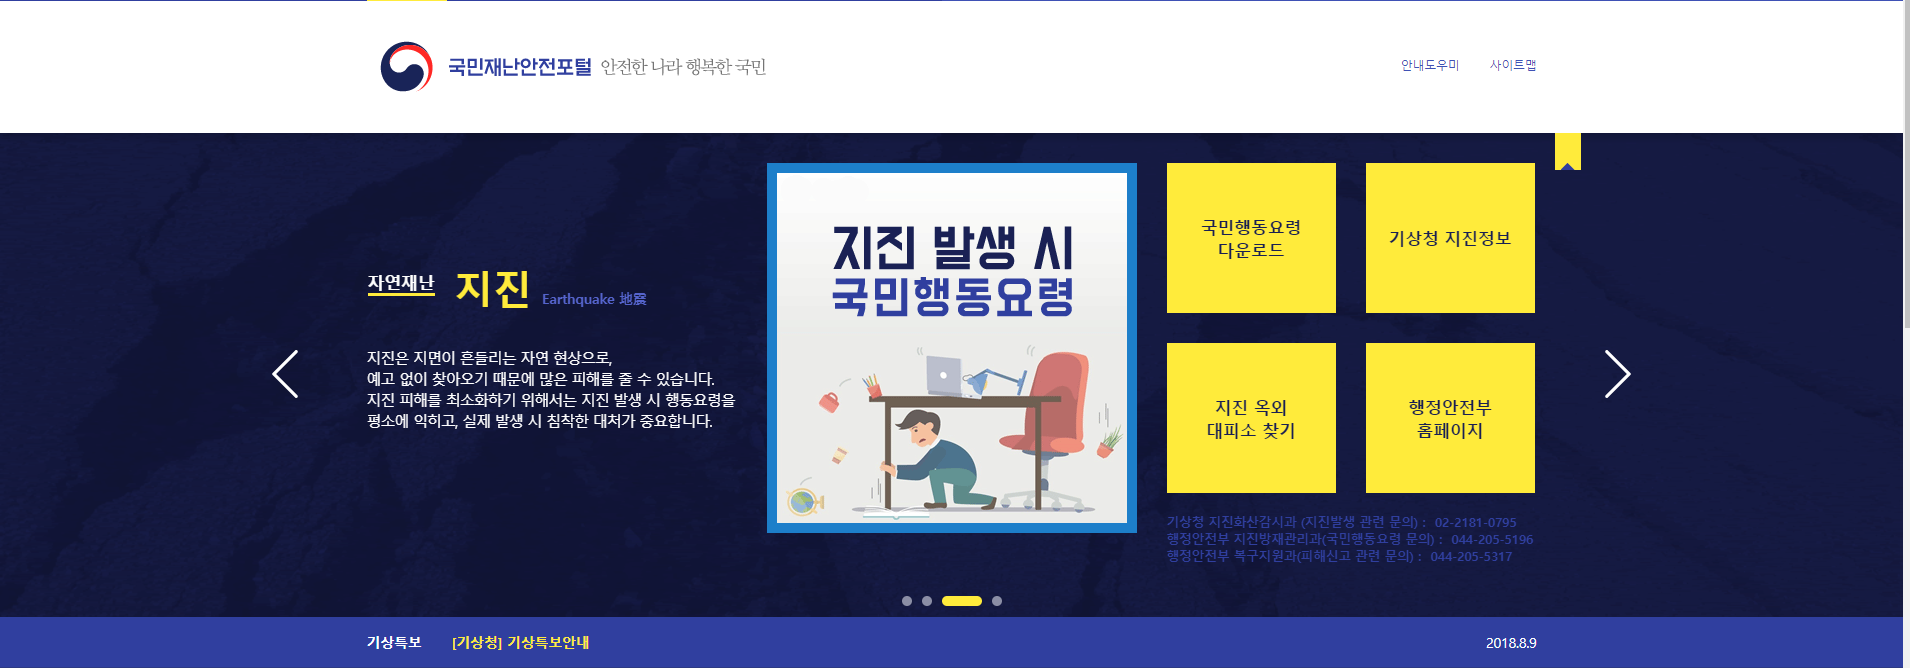 국민재난안전포털 안전한 나라 행복한 국민
안내도우미 사이트맵
자연재난 지진 Earthquake 地震
지진은 지면이 흔들리는 자연 현상으로,
예고 없이 찾아오기 때문에 많은 피해를 줄 수 있습니다.
지진 피해를 최소화하기 위해서는 지진 발생 시 행동요령을
평소에 익히고, 실제 발생 시 침착한 대처가 중요합니다.
지진 발생 시
국민행동요령
국민행동요령
다운로드
기상청 지진정보
지진 옥외
대피소 찾기
행정안전부
홈페이지
기상청 지진화산감시과 (지진발생 관련 문의) : 02-2181-0795
행정안전부 지진방재관리과(국민행동요령 문의) : 044-205-5196
행정안전부 복구지원과(피해신고 관련 문의) : 044-205-5317
기상특보 [기상청] 기상특보안내 2018.8.9